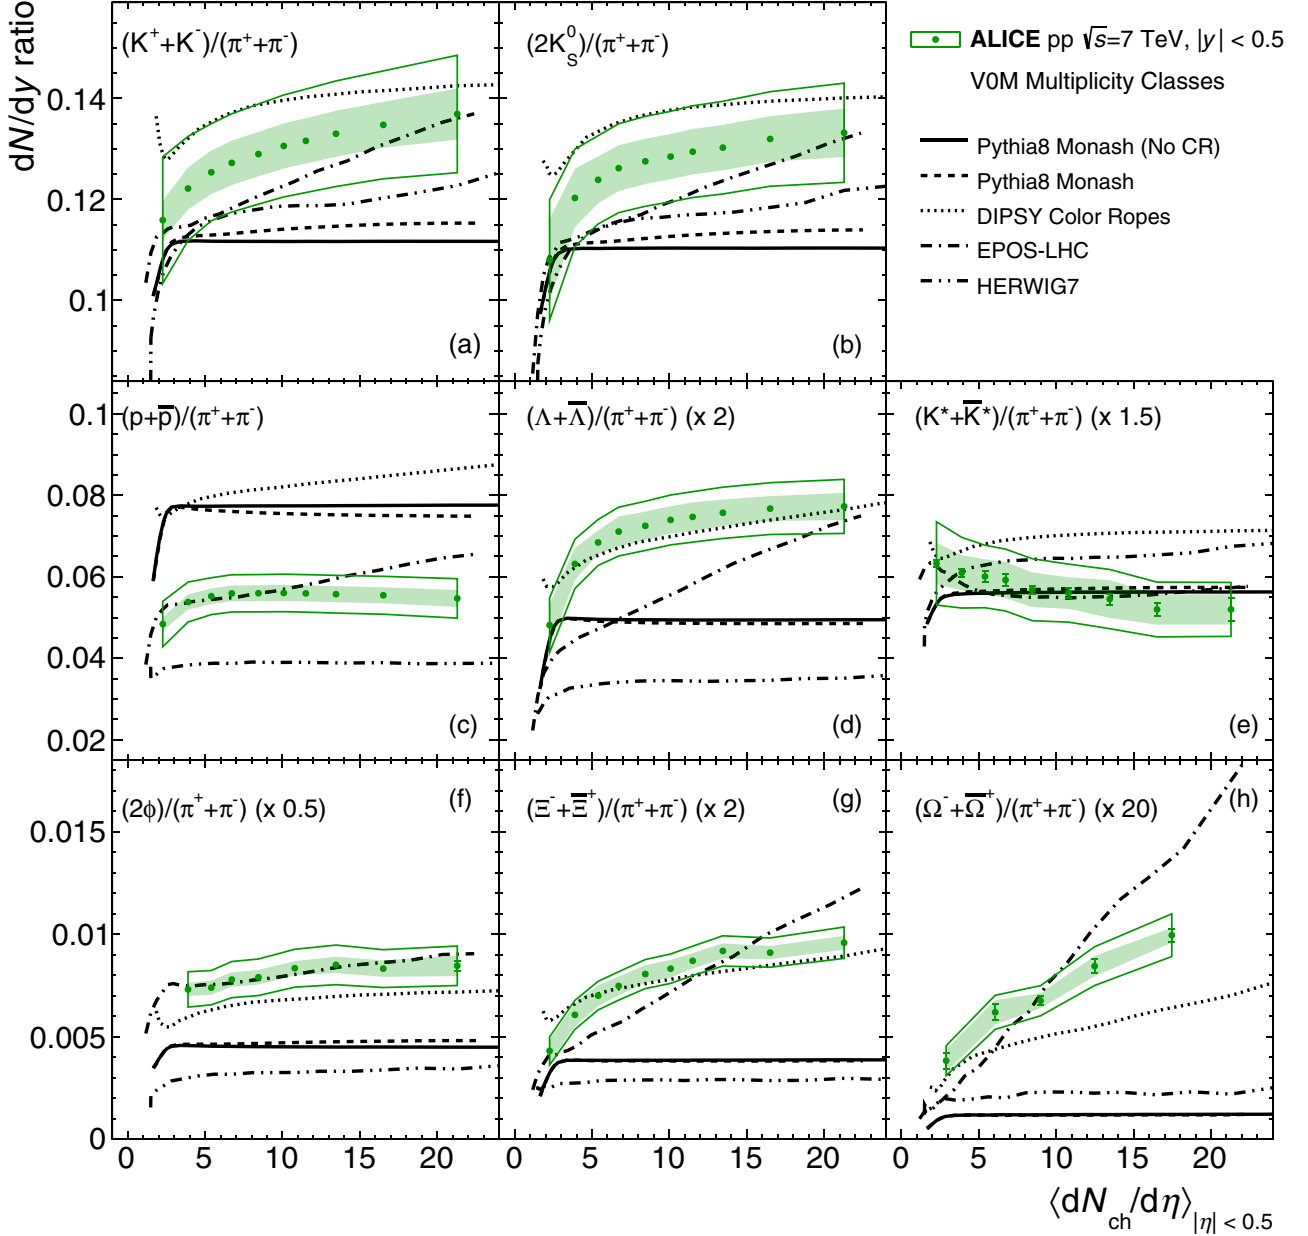 dN/dy ratio
(K⁺+K⁻)/(π⁺+π⁻)
(2K⁰S)/(π⁺+π⁻)
ALICE pp √s=7 TeV, |y| < 0.5
V0M Multiplicity Classes
Pythia8 Monash (No CR)
Pythia8 Monash
DIPSY Color Ropes
EPOS-LHC
HERWIG7
0.14
0.12
0.1
(a)
(b)
(p+p̅)/(π⁺+π⁻)
(Λ+Λ̅)/(π⁺+π⁻) (x 2)
(K*+K̅*)/(π⁺+π⁻) (x 1.5)
0.1
0.08
0.06
0.04
0.02
(c)
(d)
(e)
(2ϕ)/(π⁺+π⁻) (x 0.5)
(f)
(Ξ⁻+Ξ̅⁺)/(π⁺+π⁻) (x 2)
(g)
(Ω⁻+Ω̅⁺)/(π⁺+π⁻) (x 20)
(h)
0.015
0.01
0.005
0
0 5 10 15 20
0 5 10 15 20
0 5 10 15 20
⟨dNch/dη⟩|η| < 0.5